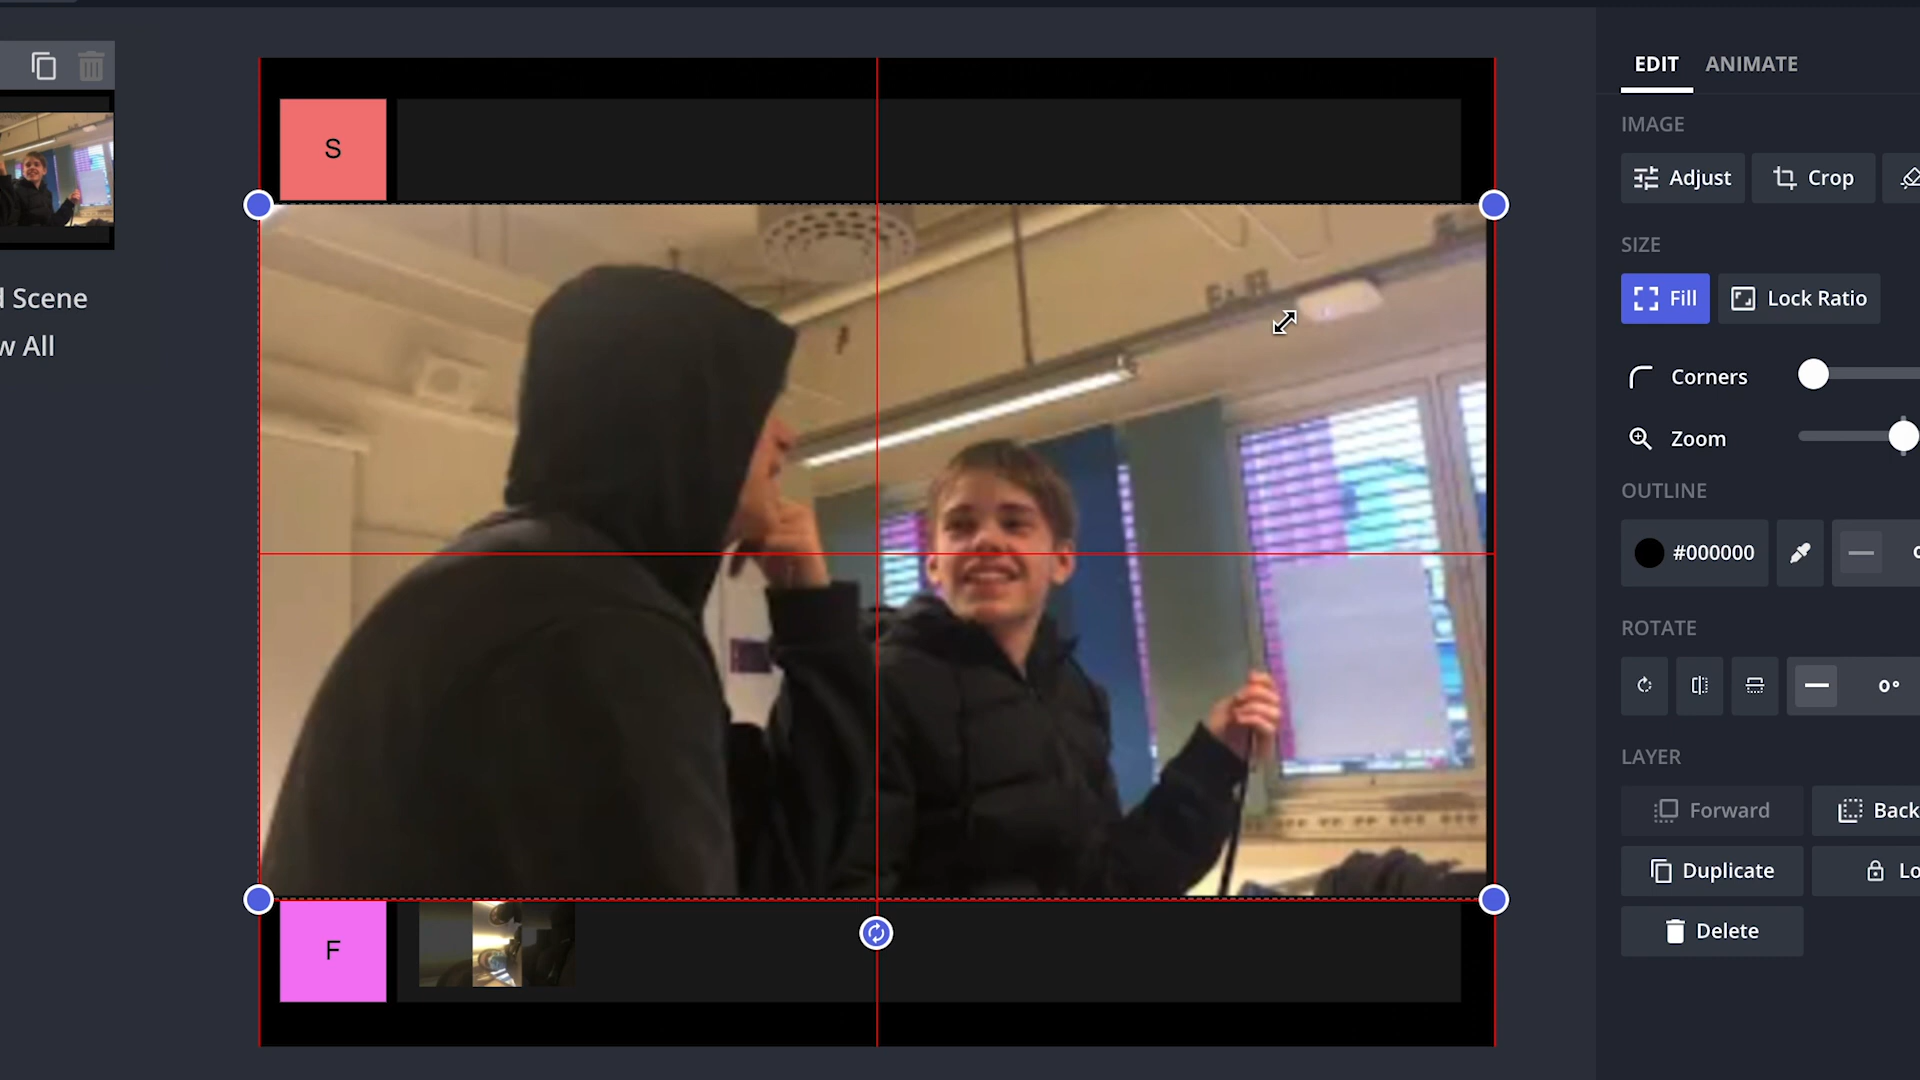 EDIT ANIMATE
IMAGE
Adjust Crop
SIZE
Fill Lock Ratio
Corners
Zoom
OUTLINE
#000000
ROTATE
0°
LAYER
Forward Back
Duplicate Lo
Delete
d Scene
w All
S
F